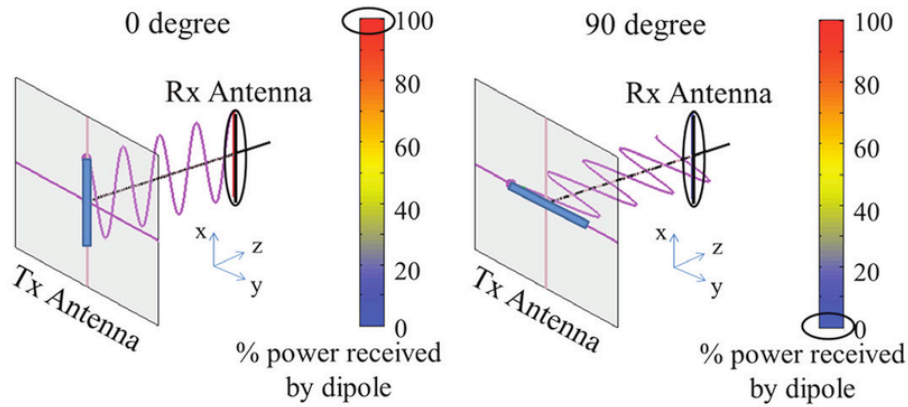 0 degree
100
80
60
40
20
0
Rx Antenna
x
z
y
Tx Antenna
% power received
by dipole
90 degree
100
80
60
40
20
0
Rx Antenna
x
z
y
Tx Antenna
% power received
by dipole